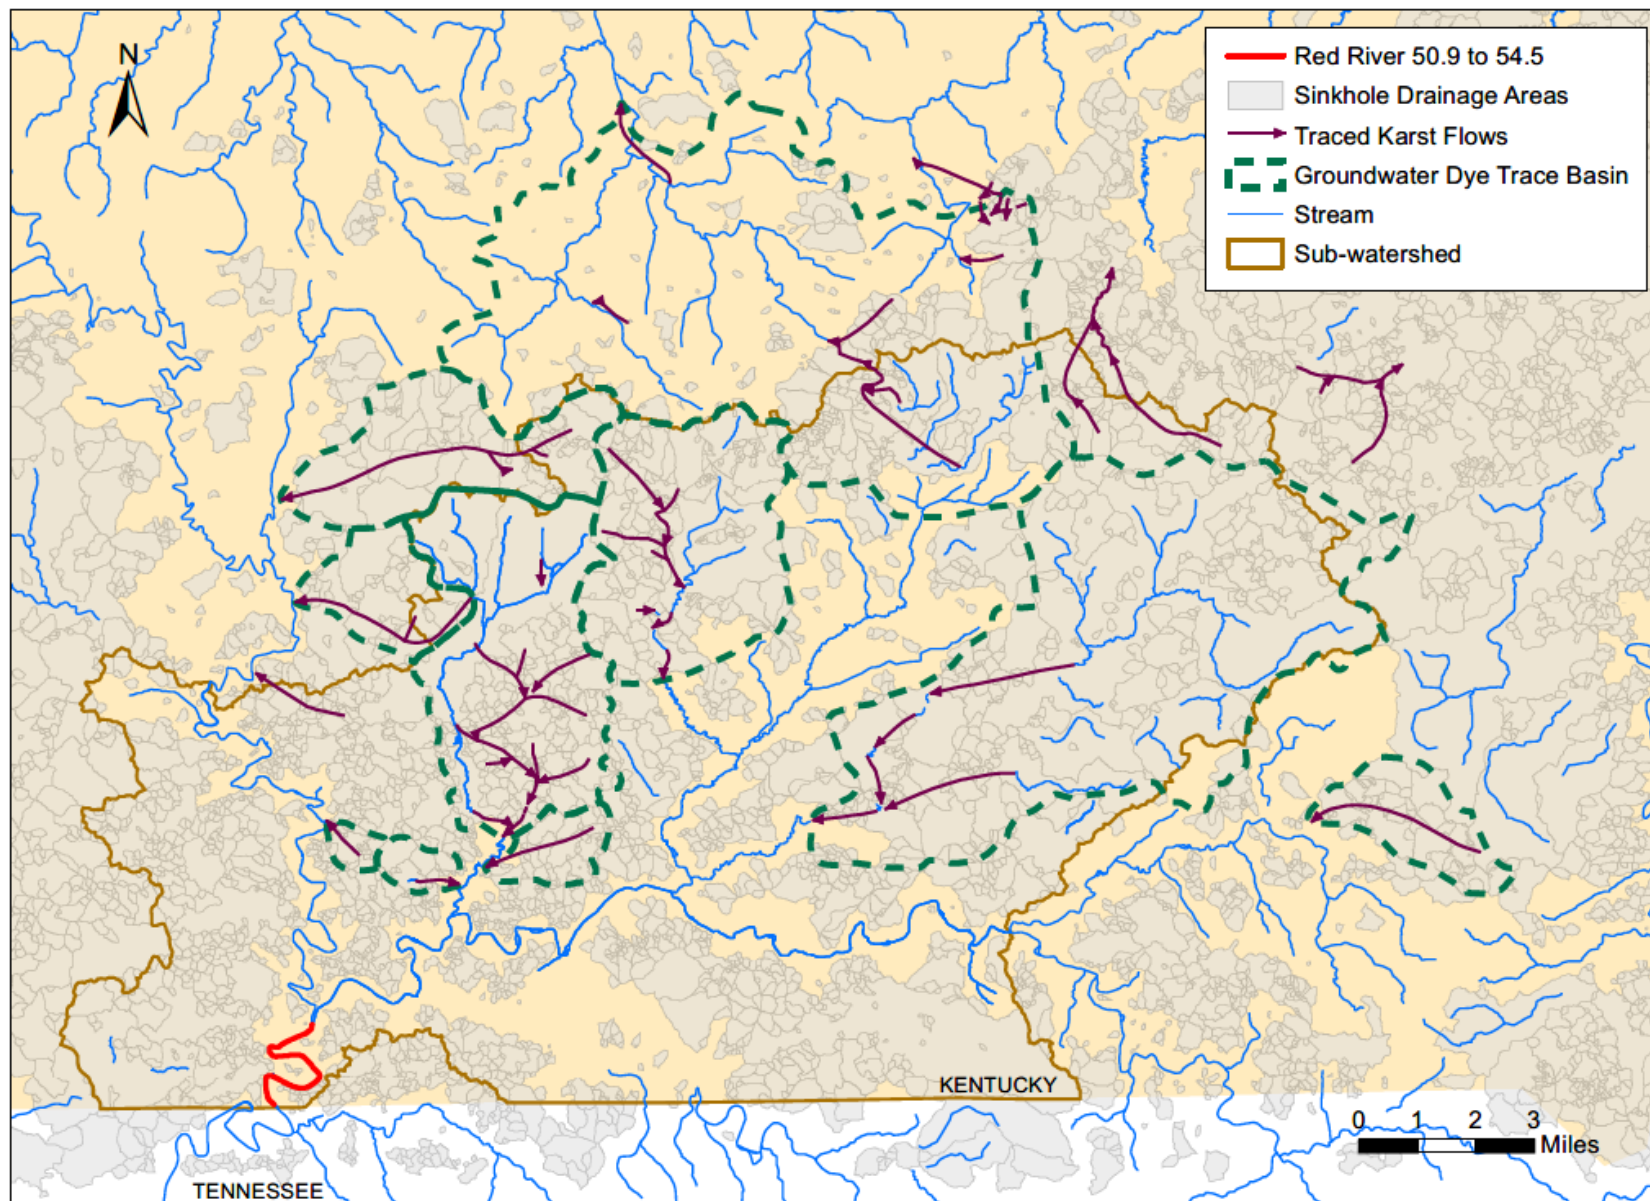 N
Red River 50.9 to 54.5
Sinkhole Drainage Areas
Traced Karst Flows
Groundwater Dye Trace Basin
Stream
Sub-watershed
KENTUCKY
0 1 2 3
Miles
TENNESSEE